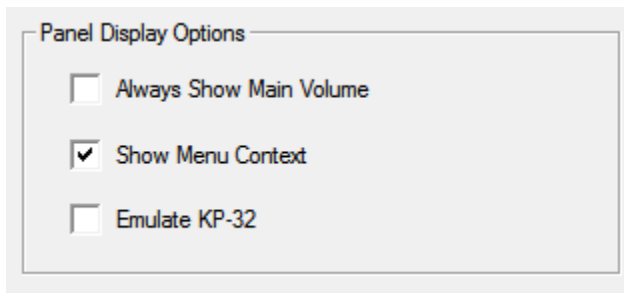 Panel Display Options
Always Show Main Volume
Show Menu Context
Emulate KP-32